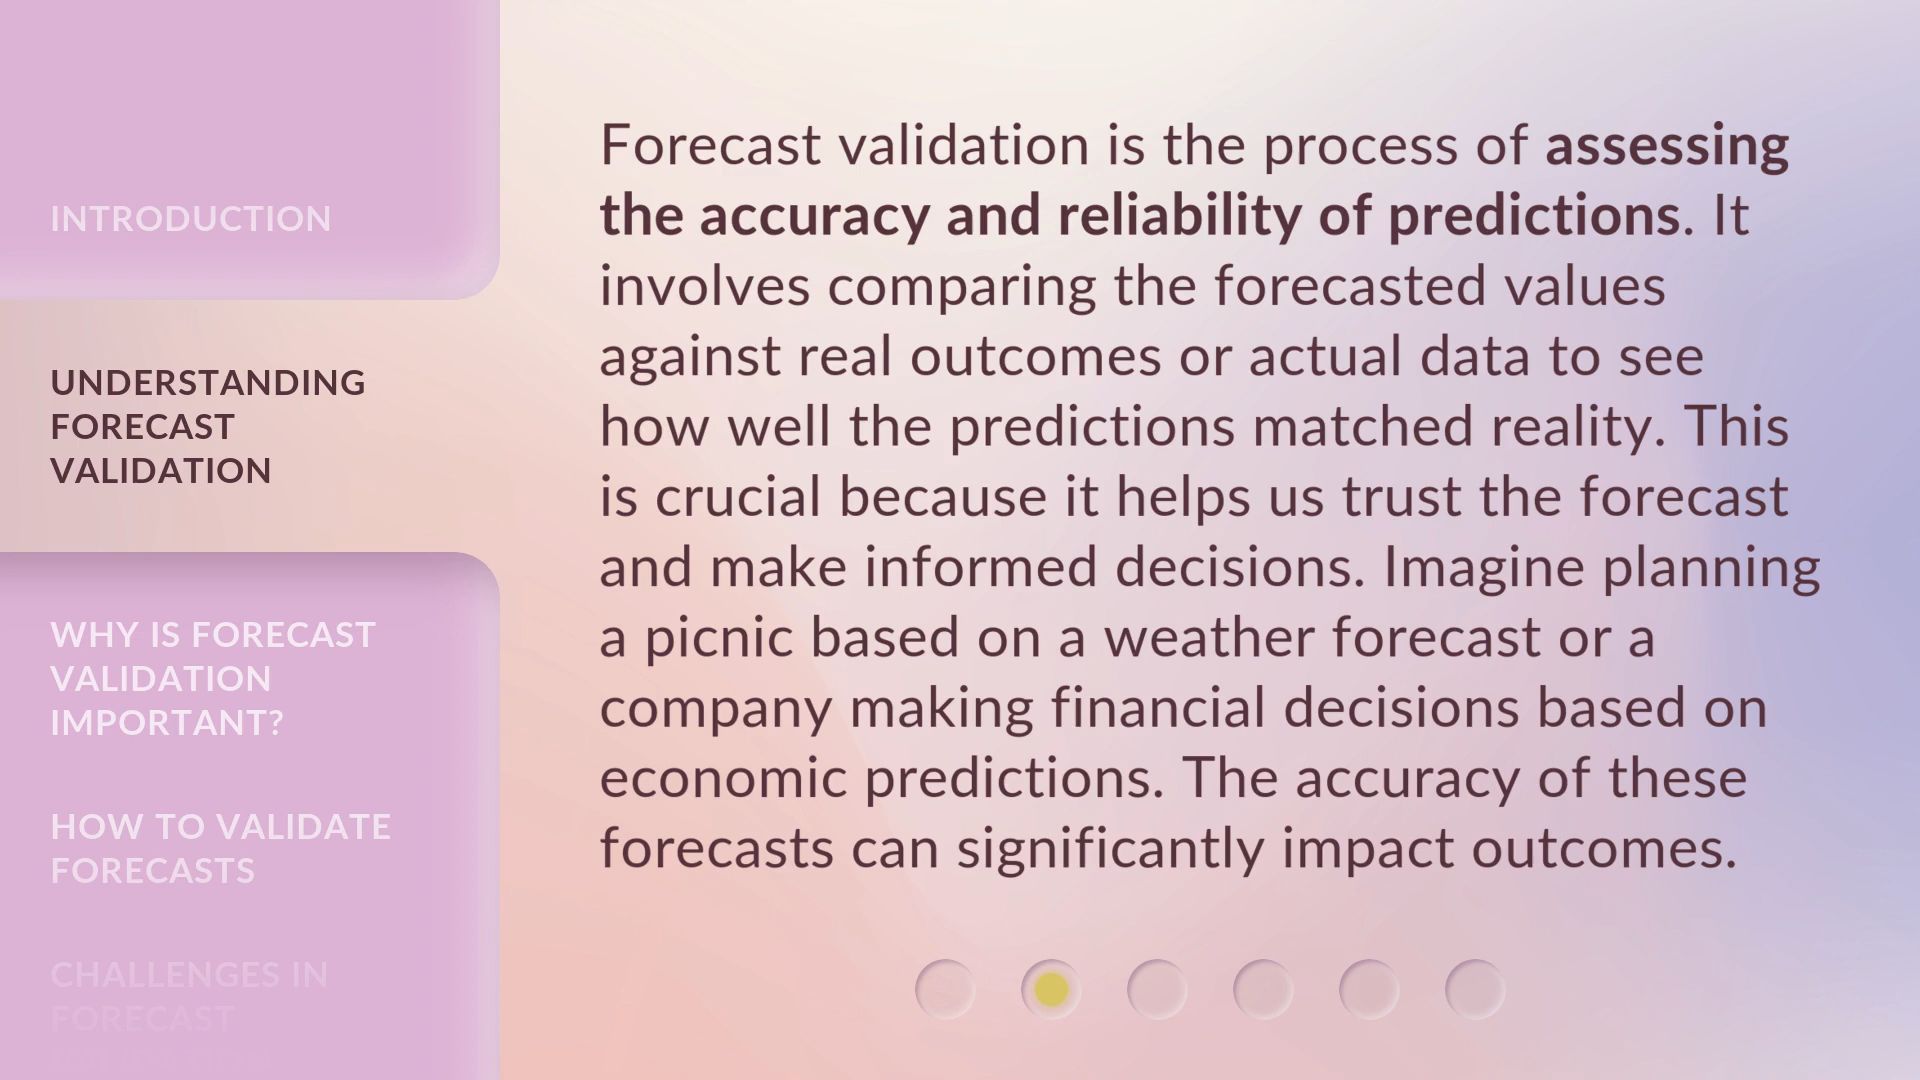 INTRODUCTION
UNDERSTANDING
FORECAST
VALIDATION
WHY IS FORECAST
VALIDATION
IMPORTANT?
HOW TO VALIDATE
FORECASTS
CHALLENGES IN
FORECAST
Forecast validation is the process of assessing
the accuracy and reliability of predictions. It
involves comparing the forecasted values
against real outcomes or actual data to see
how well the predictions matched reality. This
is crucial because it helps us trust the forecast
and make informed decisions. Imagine planning
a picnic based on a weather forecast or a
company making financial decisions based on
economic predictions. The accuracy of these
forecasts can significantly impact outcomes.